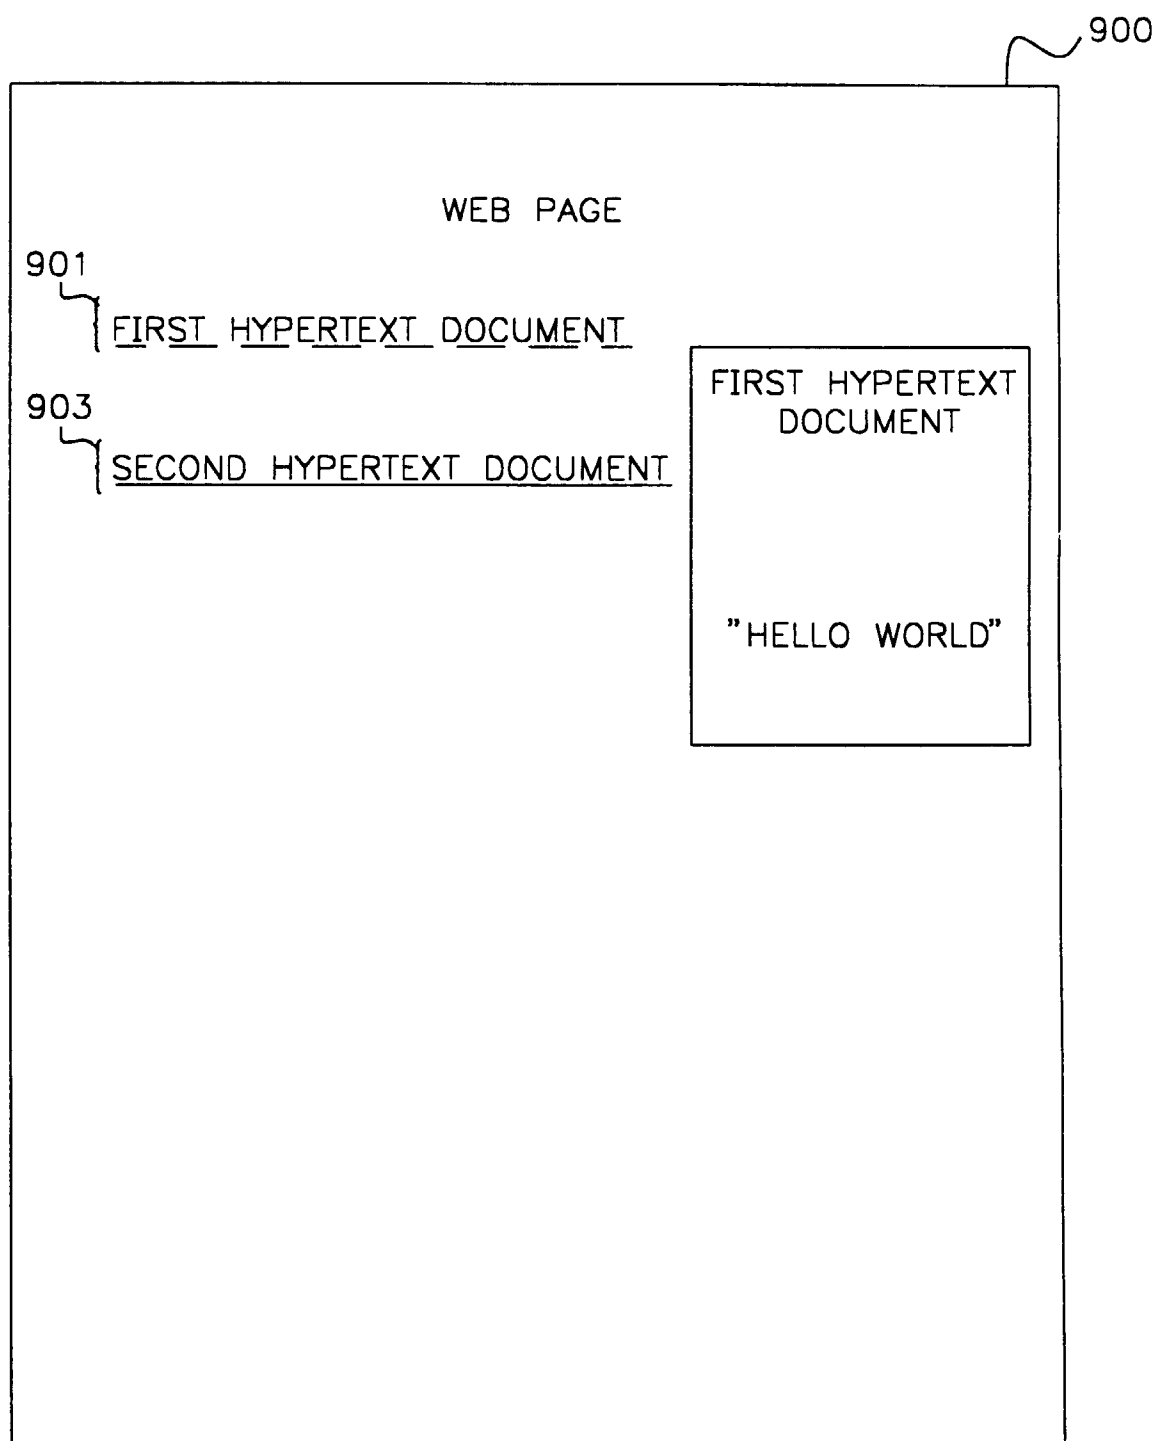 900
WEB PAGE
901
FIRST HYPERTEXT DOCUMENT
903
SECOND HYPERTEXT DOCUMENT
FIRST HYPERTEXT
DOCUMENT
"HELLO WORLD"